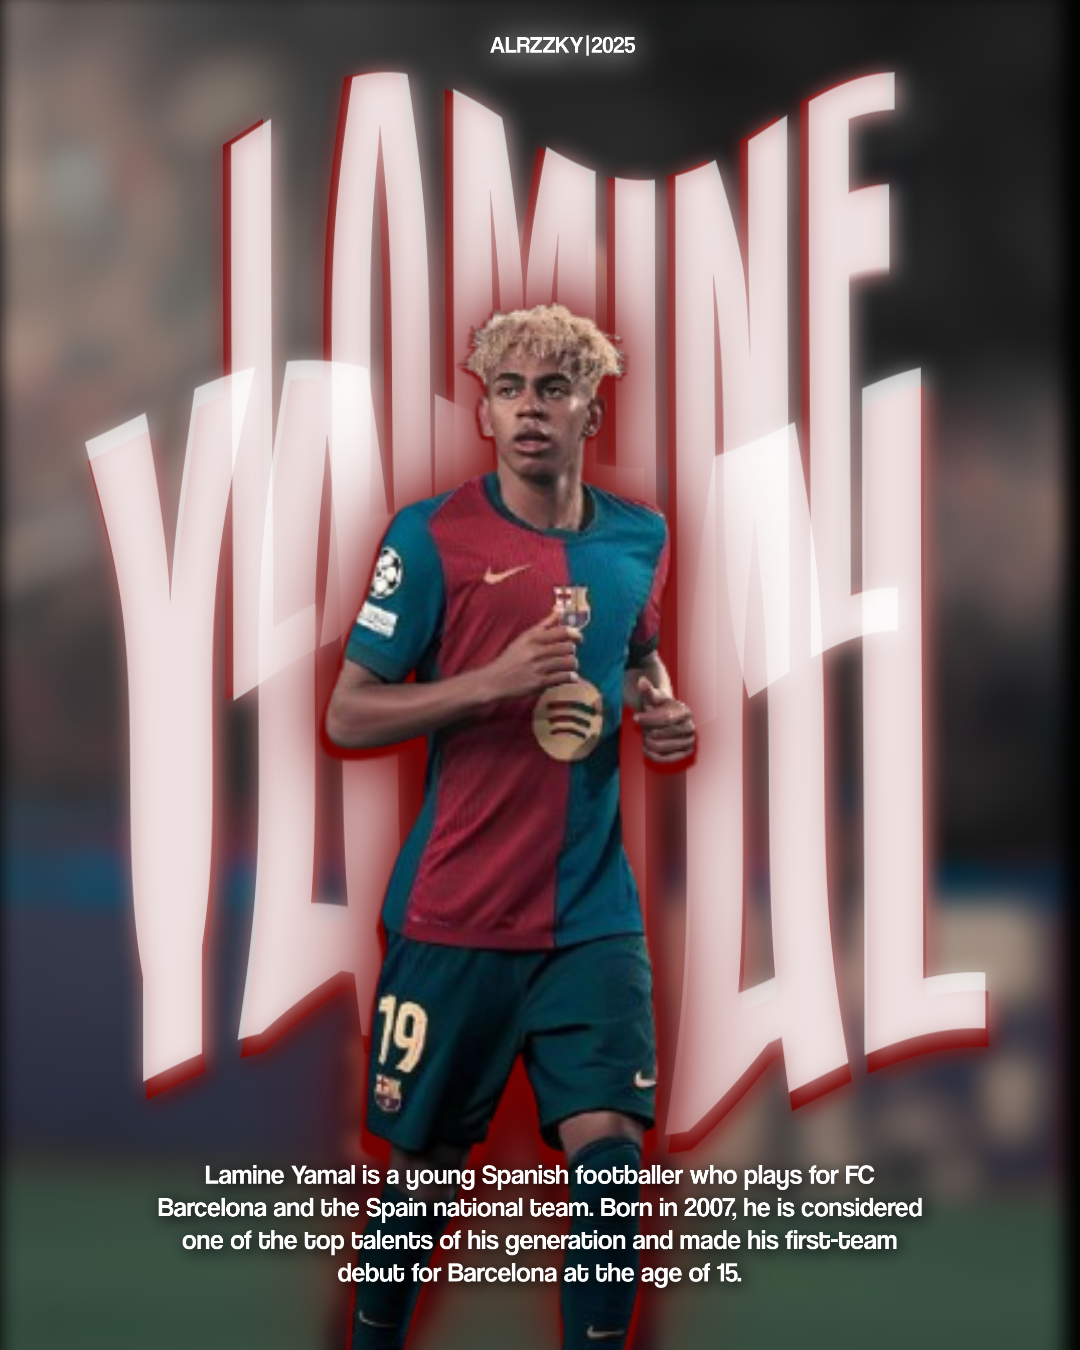 ALRZZKY|2025
LAMINE
YAMAL
19
Lamine Yamal is a young Spanish footballer who plays for FC
Barcelona and the Spain national team. Born in 2007, he is considered
one of the top talents of his generation and made his first-team
debut for Barcelona at the age of 15.